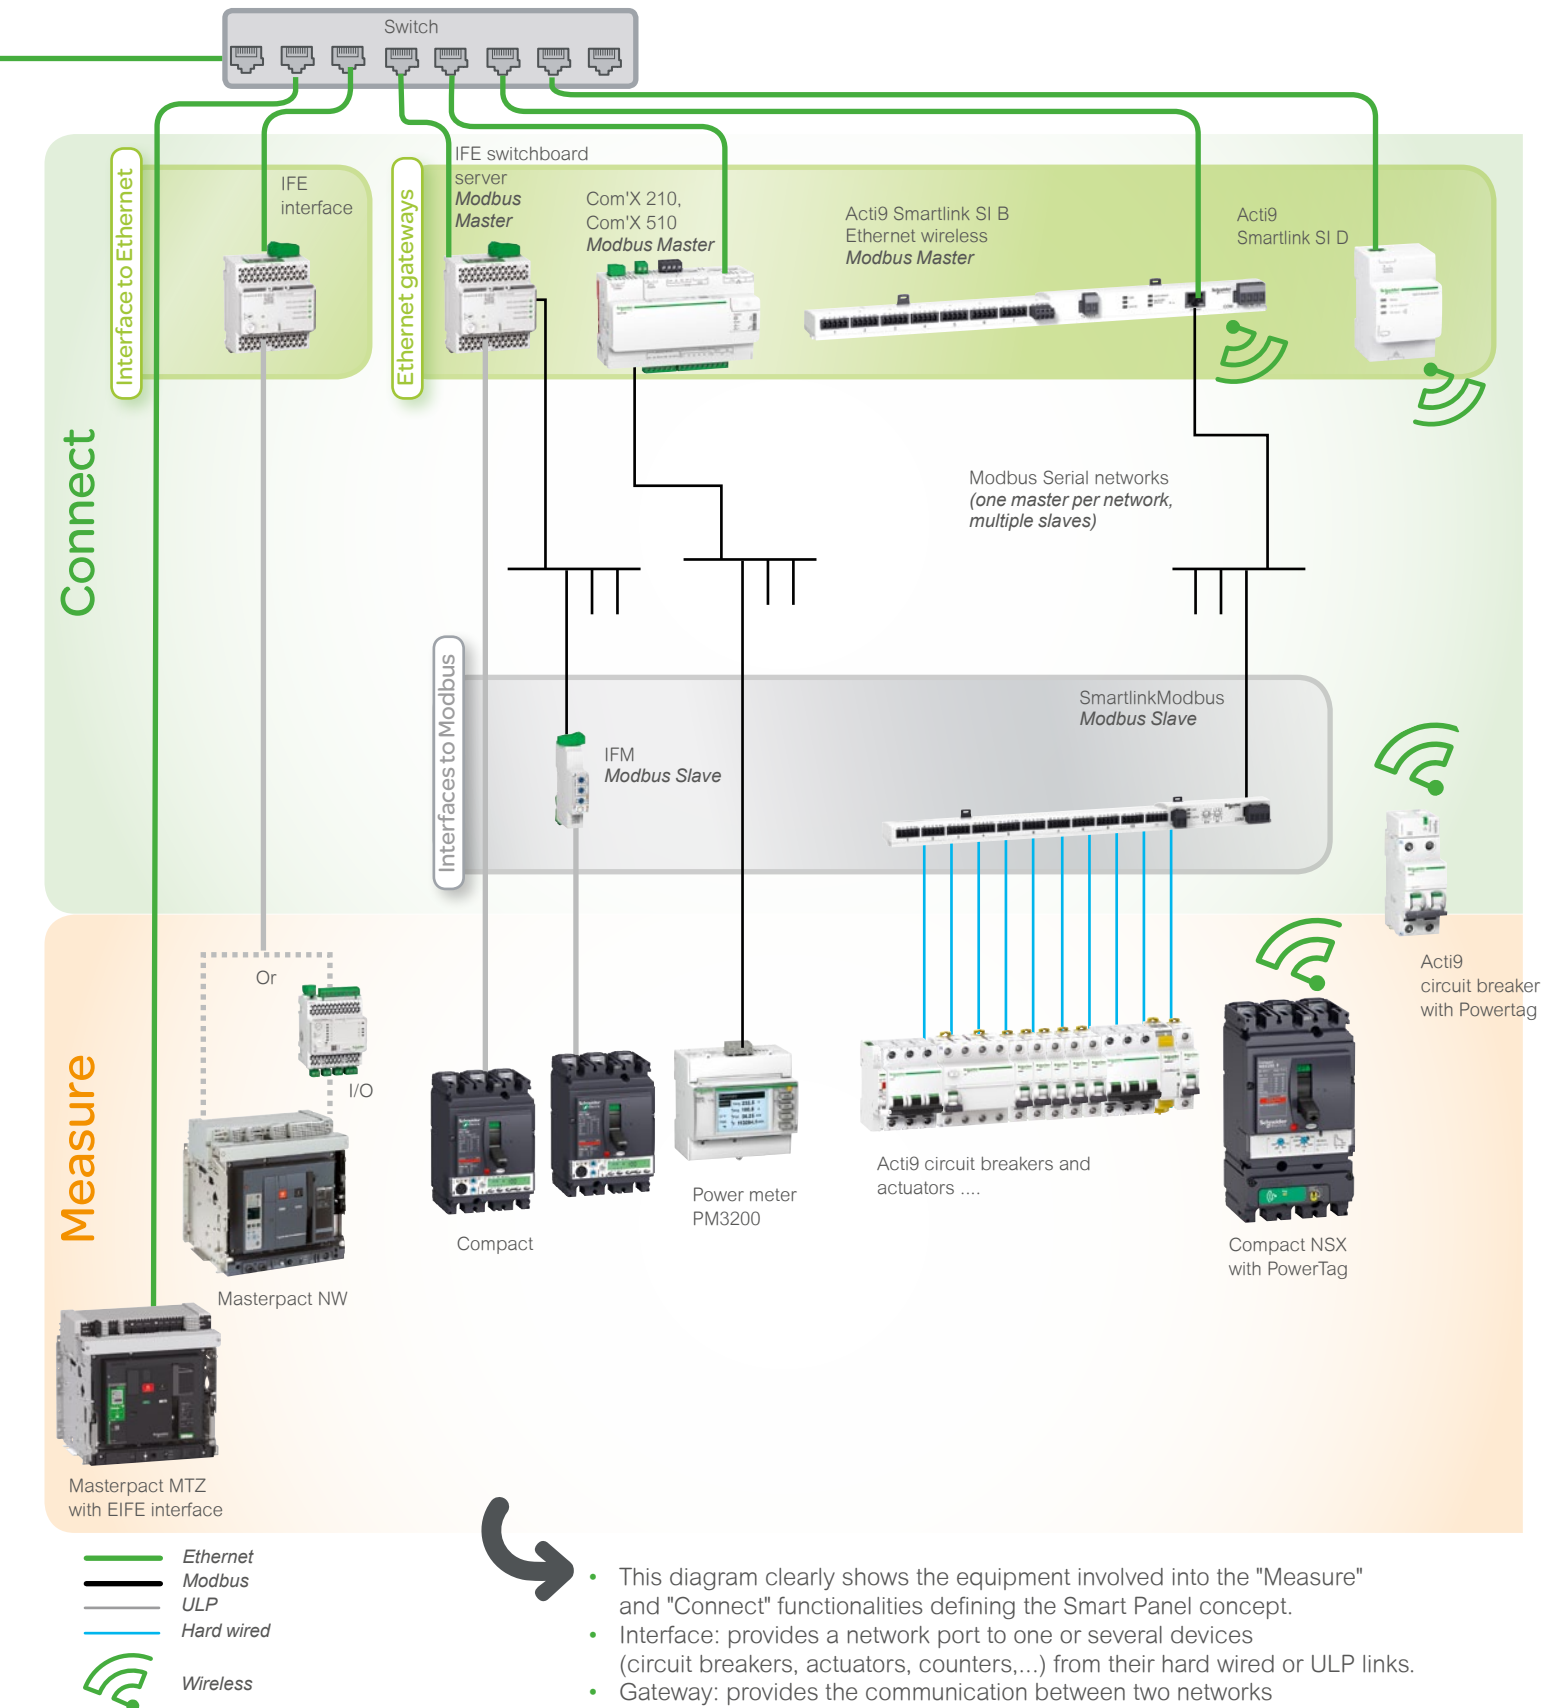 Switch
Interface to Ethernet
IFE
interface
Ethernet gateways
IFE switchboard
server
Modbus
Master
Com'X 210,
Com'X 510
Modbus Master
Acti9 Smartlink SI B
Ethernet wireless
Modbus Master
Acti9
Smartlink SI D
Connect
Modbus Serial networks
(one master per network,
multiple slaves)
Interfaces to Modbus
IFM
Modbus Slave
SmartlinkModbus
Modbus Slave
Acti9
circuit breaker
with Powertag
Measure
Or
I/O
Masterpact NW
Compact
Power meter
PM3200
Acti9 circuit breakers and
actuators ....
Compact NSX
with PowerTag
Masterpact MTZ
with EIFE interface
Ethernet
Modbus
ULP
Hard wired
Wireless
• This diagram clearly shows the equipment involved into the "Measure"
and "Connect" functionalities defining the Smart Panel concept.
• Interface: provides a network port to one or several devices
(circuit breakers, actuators, counters,...) from their hard wired or ULP links.
• Gateway: provides the communication between two networks